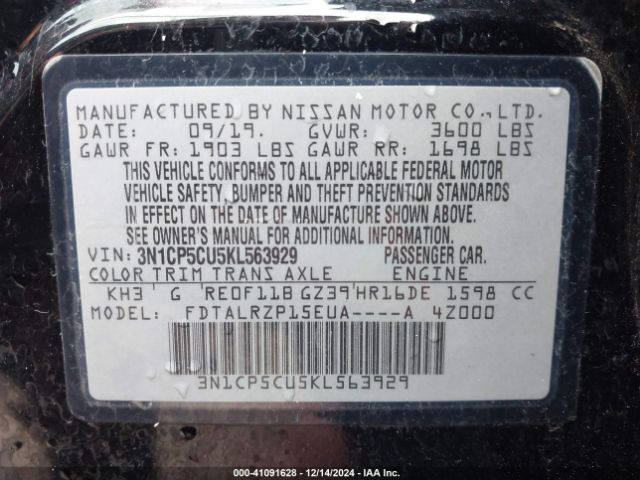 MANUFACTURED BY NISSAN MOTOR CO.,LTD.
DATE: 09/19. GVWR: 3600 LBS
GAWR FR: 1903 LBS GAWR RR: 1698 LBS
THIS VEHICLE CONFORMS TO ALL APPLICABLE FEDERAL MOTOR
VEHICLE SAFETY, BUMPER AND THEFT PREVENTION STANDARDS
IN EFFECT ON THE DATE OF MANUFACTURE SHOWN ABOVE.
SEE OWNER'S MANUAL FOR ADDITIONAL INFORMATION.
VIN: 3N1CP5CU5KL563929 PASSENGER CAR.
COLOR TRIM TRANS AXLE ENGINE
KH3 G RE0F11B GZ39 HR16DE 1598 CC
MODEL: FDTALRZP15EUA----A 4Z000
3N1CP5CU5KL563929
000-41091628 | 12/14/2024 | IAA Inc.